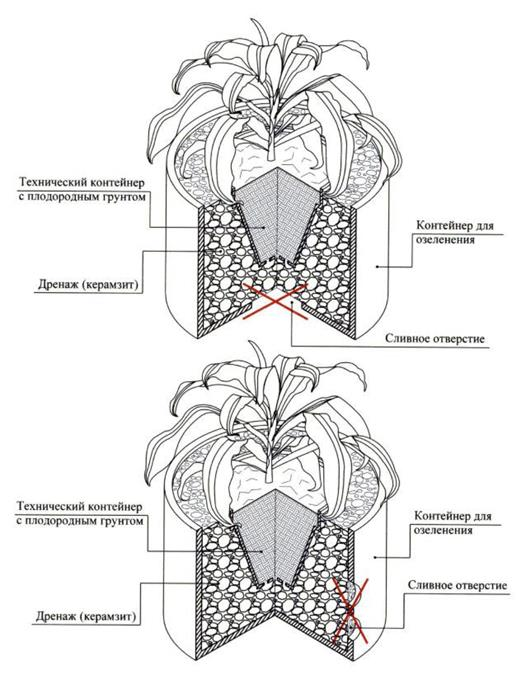 Технический контейнер
с плодородным грунтом
Контейнер для
озеленения
Дренаж (керамзит)
Сливное отверстие
Технический контейнер
с плодородным грунтом
Контейнер для
озеленения
Сливное отверстие
Дренаж (керамзит)